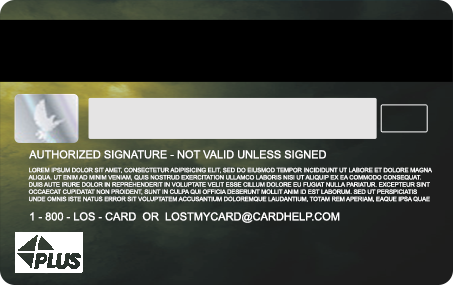 AUTHORIZED SIGNATURE - NOT VALID UNLESS SIGNED
LOREM IPSUM DOLOR SIT AMET, CONSECTETUR ADIPISICING ELIT, SED DO EIUSMOD TEMPOR INCIDIDUNT UT LABORE ET DOLORE MAGNA
ALIQUA. UT ENIM AD MINIM VENIAM, QUIS NOSTRUD EXERCITATION ULLAMCO LABORIS NISI UT ALIQUIP EX EA COMMODO CONSEQUAT.
DUIS AUTE IRURE DOLOR IN REPREHENDERIT IN VOLUPTATE VELIT ESSE CILLUM DOLORE EU FUGIAT NULLA PARIATUR. EXCEPTEUR SINT
OCCAECAT CUPIDATAT NON PROIDENT, SUNT IN CULPA QUI OFFICIA DESERUNT MOLLIT ANIM ID EST LABORUM. SED UT PERSPICIATIS
UNDE OMNIS ISTE NATUS ERROR SIT VOLUPTATEM ACCUSANTIUM DOLOREMQUE LAUDANTIUM, TOTAM REM APERIAM, EAQUE IPSA QUAE
1 - 800 - LOS - CARD OR LOSTMYCARD@CARDHELP.COM
PLUS